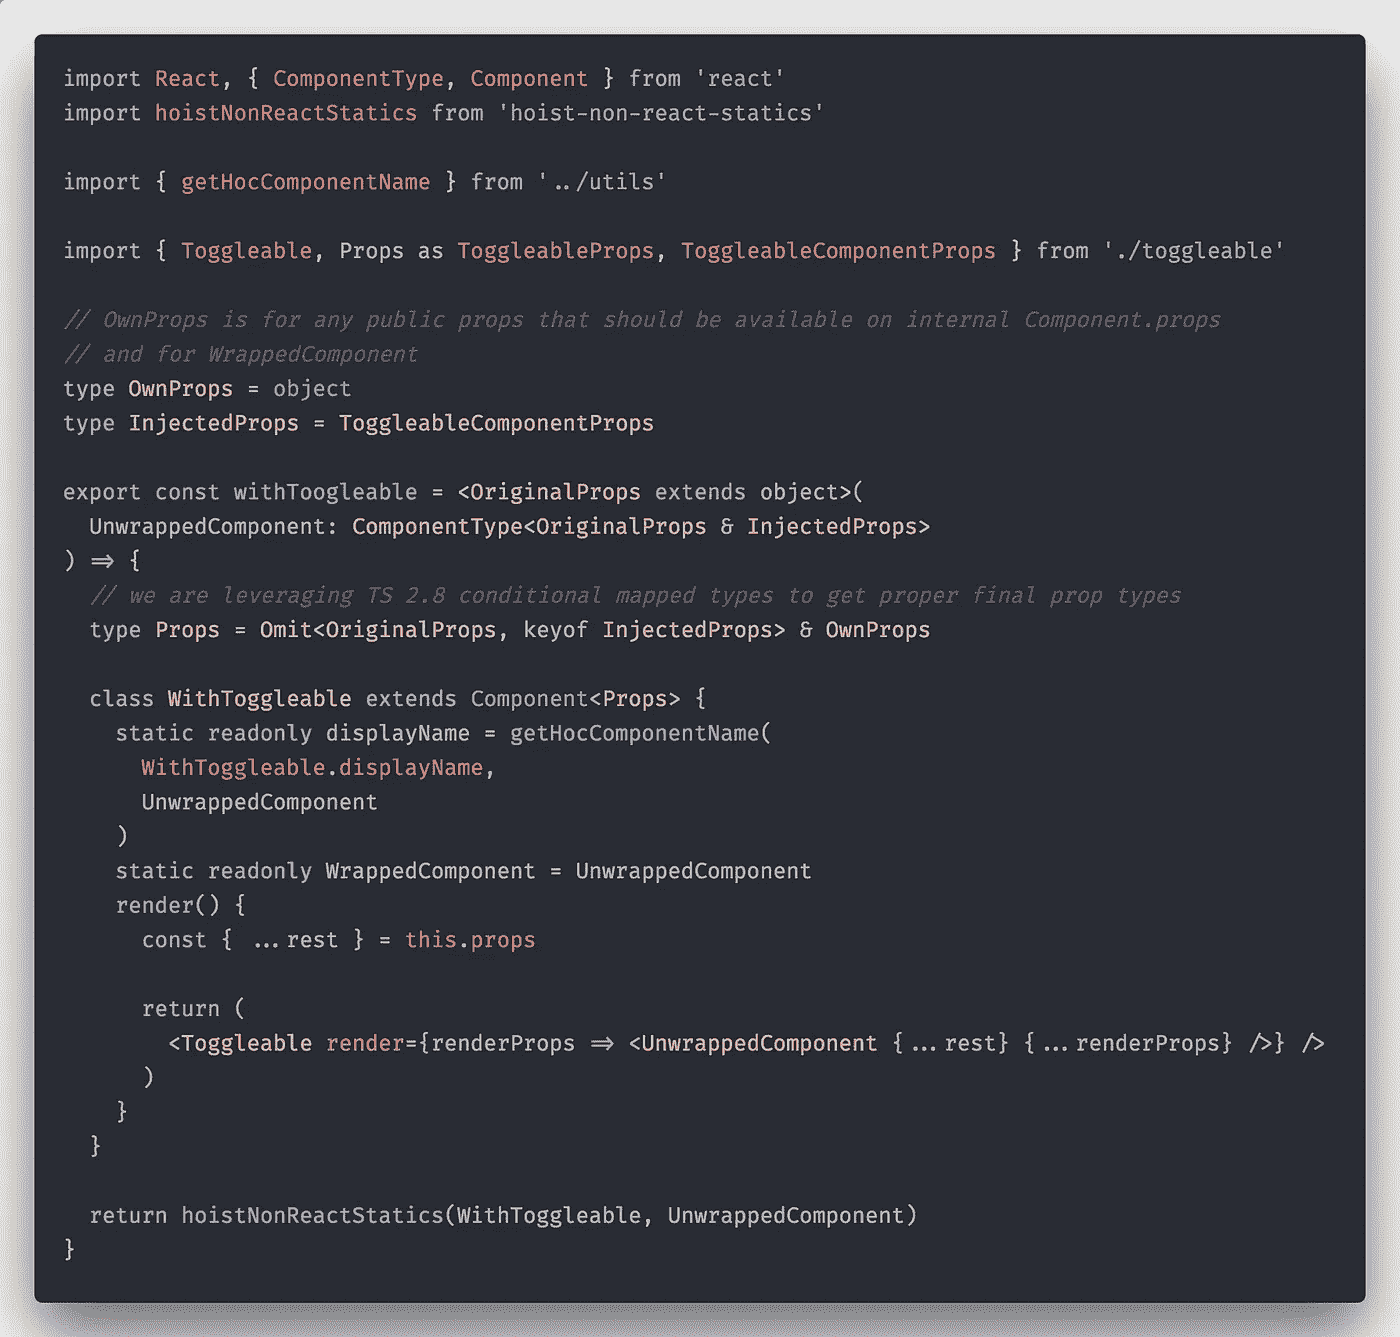 import React, { ComponentType, Component } from 'react'
import hoistNonReactStatics from 'hoist-non-react-statics'

import { getHocComponentName } from '../utils'

import { Toggleable, Props as ToggleableProps, ToggleableComponentProps } from './toggleable'

// OwnProps is for any public props that should be available on internal Component.props
// and for WrappedComponent
type OwnProps = object
type InjectedProps = ToggleableComponentProps

export const withToogleable = <OriginalProps extends object>(
  UnwrappedComponent: ComponentType<OriginalProps & InjectedProps>
) => {
  // we are leveraging TS 2.8 conditional mapped types to get proper final prop types
  type Props = Omit<OriginalProps, keyof InjectedProps> & OwnProps

  class WithToggleable extends Component<Props> {
    static readonly displayName = getHocComponentName(
      WithToggleable.displayName,
      UnwrappedComponent
    )
    static readonly WrappedComponent = UnwrappedComponent
    render() {
      const { ...rest } = this.props

      return (
        <Toggleable render={renderProps => <UnwrappedComponent {...rest} {...renderProps} />} />
      )
    }
  }

  return hoistNonReactStatics(WithToggleable, UnwrappedComponent)
}